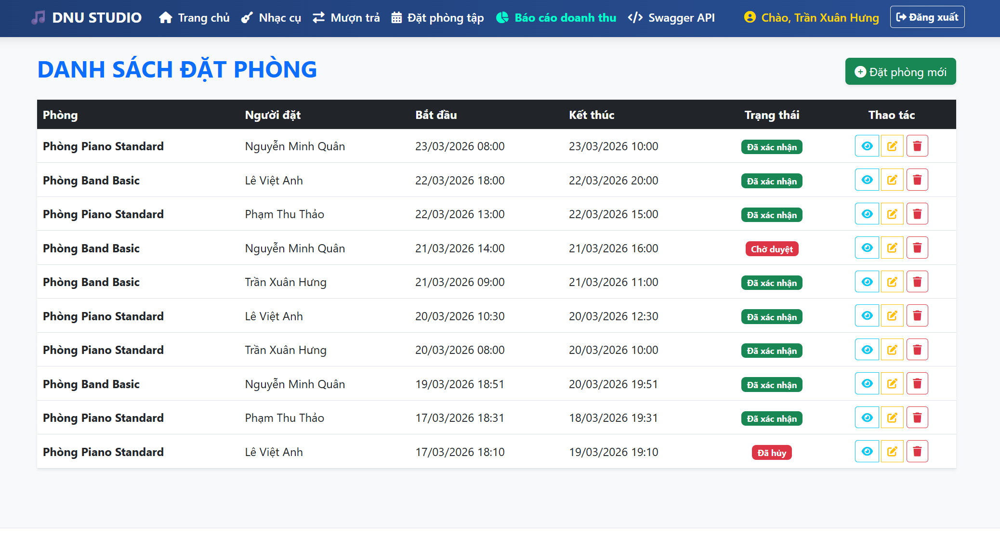 DNU STUDIO Trang chủ Nhạc cụ Mượn trả Đặt phòng tập Báo cáo doanh thu Swagger API Chào, Trần Xuân Hưng Đăng xuất
DANH SÁCH ĐẶT PHÒNG
Đặt phòng mới
Phòng Người đặt Bắt đầu Kết thúc Trạng thái Thao tác
Phòng Piano Standard Nguyễn Minh Quân 23/03/2026 08:00 23/03/2026 10:00 Đã xác nhận
Phòng Band Basic Lê Việt Anh 22/03/2026 18:00 22/03/2026 20:00 Đã xác nhận
Phòng Piano Standard Phạm Thu Thảo 22/03/2026 13:00 22/03/2026 15:00 Đã xác nhận
Phòng Band Basic Nguyễn Minh Quân 21/03/2026 14:00 21/03/2026 16:00 Chờ duyệt
Phòng Band Basic Trần Xuân Hưng 21/03/2026 09:00 21/03/2026 11:00 Đã xác nhận
Phòng Piano Standard Lê Việt Anh 20/03/2026 10:30 20/03/2026 12:30 Đã xác nhận
Phòng Piano Standard Trần Xuân Hưng 20/03/2026 08:00 20/03/2026 10:00 Đã xác nhận
Phòng Band Basic Nguyễn Minh Quân 19/03/2026 18:51 20/03/2026 19:51 Đã xác nhận
Phòng Piano Standard Phạm Thu Thảo 17/03/2026 18:31 18/03/2026 19:31 Đã xác nhận
Phòng Piano Standard Lê Việt Anh 17/03/2026 18:10 19/03/2026 19:10 Đã hủy